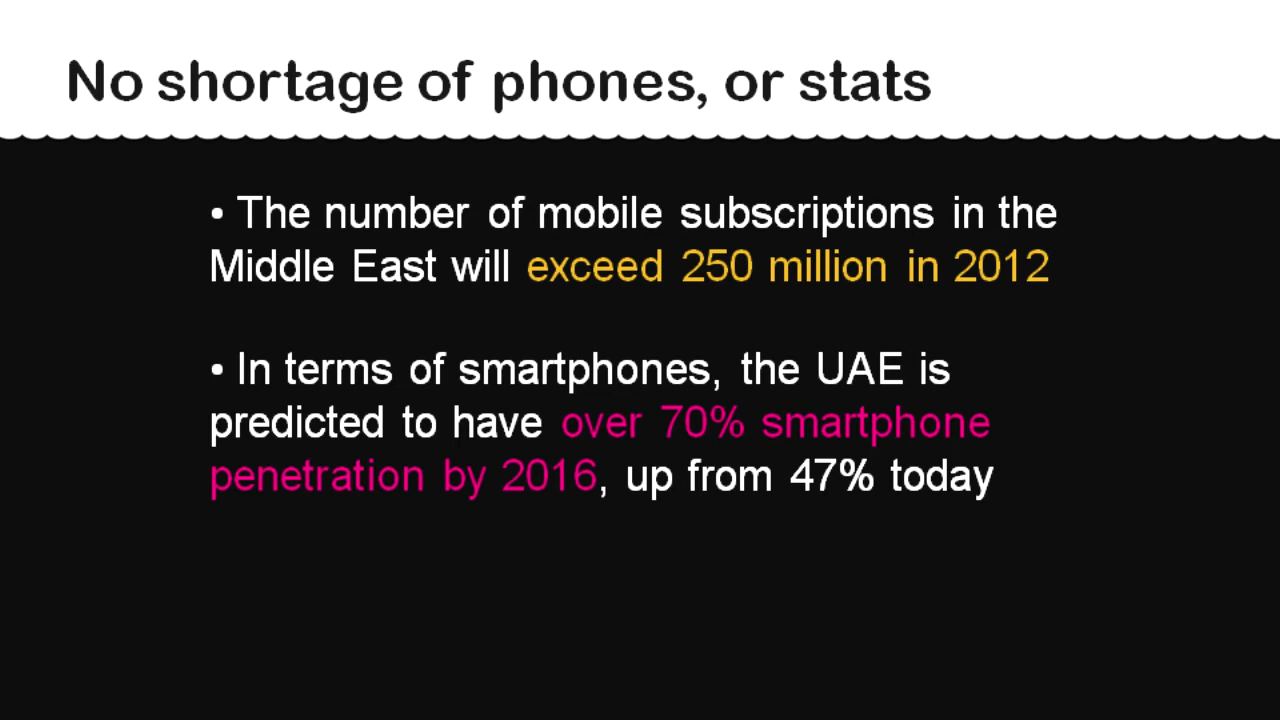 No shortage of phones, or stats
• The number of mobile subscriptions in the
Middle East will exceed 250 million in 2012
• In terms of smartphones, the UAE is
predicted to have over 70% smartphone
penetration by 2016, up from 47% today